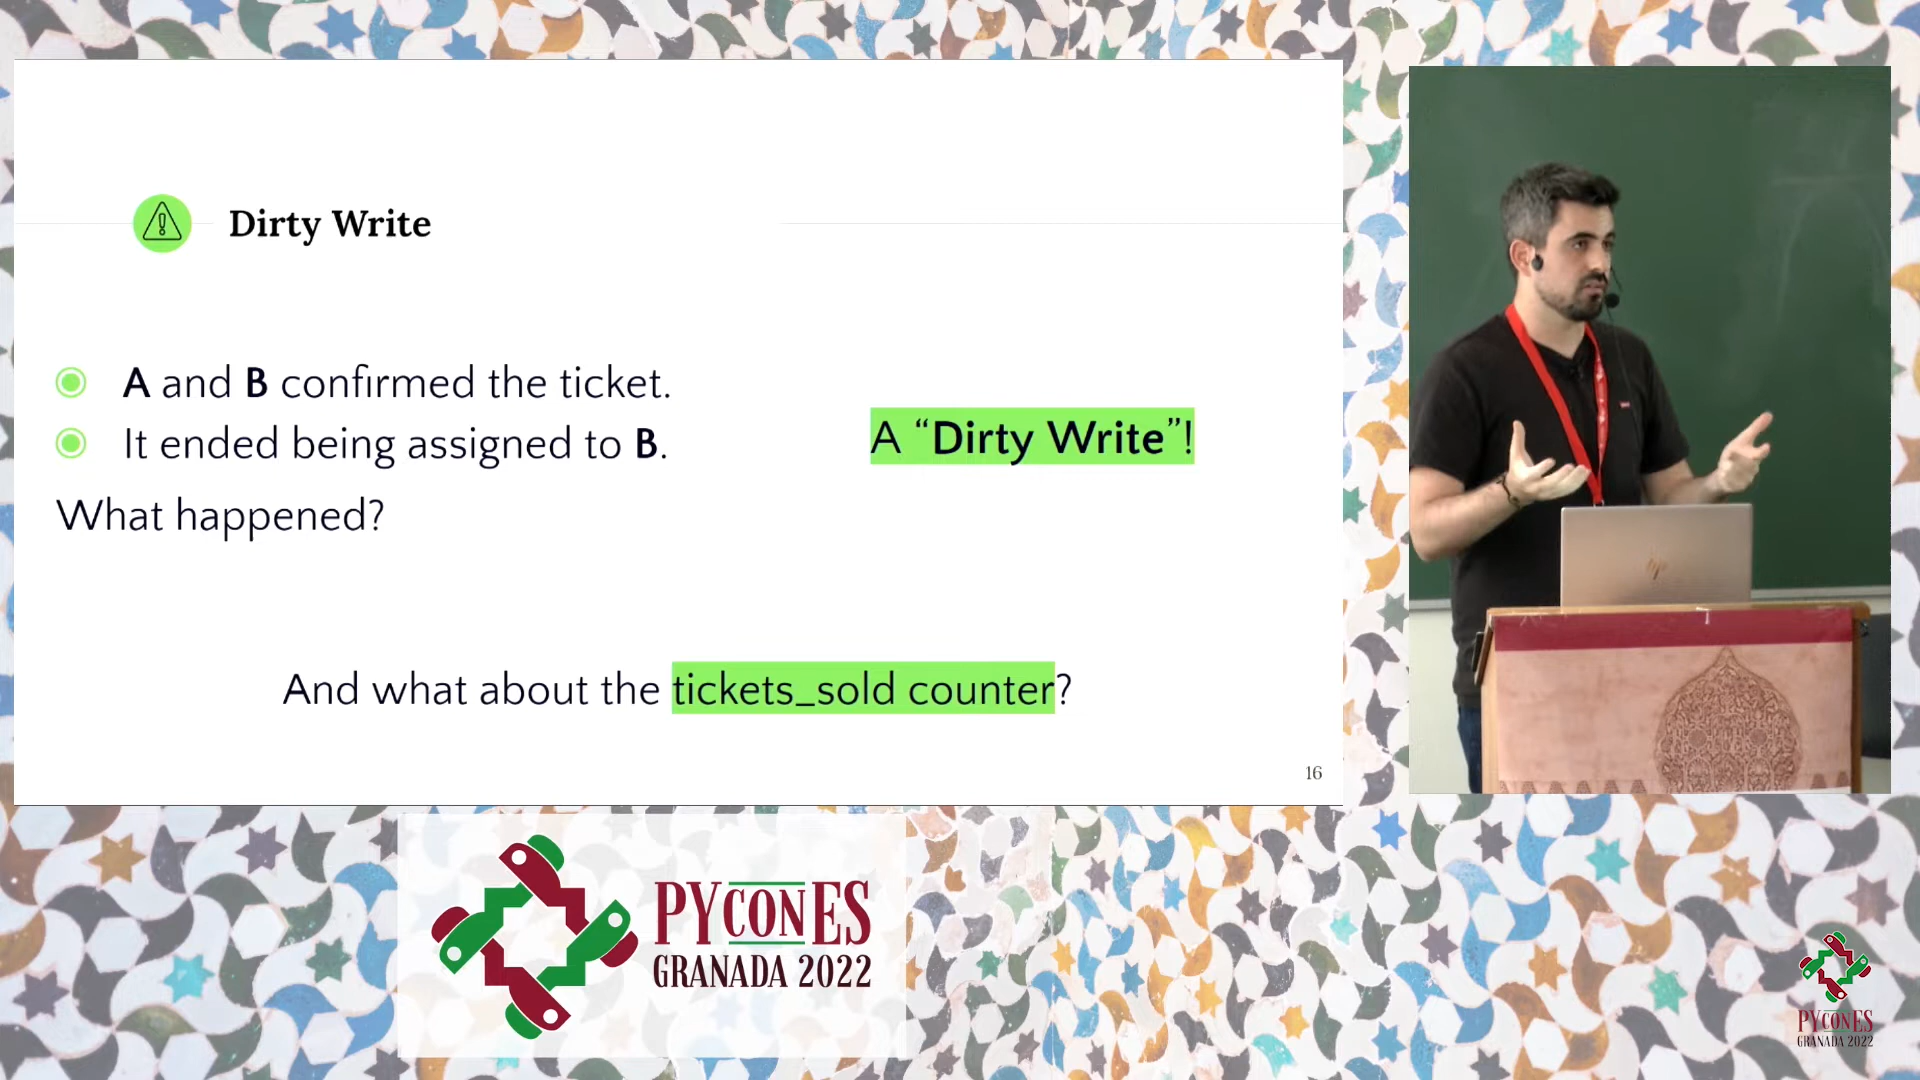 Dirty Write
A and B confirmed the ticket.
It ended being assigned to B.
What happened?
A “Dirty Write”!
And what about the tickets_sold counter?
16
hp
PYCONES
GRANADA 2022
PYCONES
GRANADA 2022